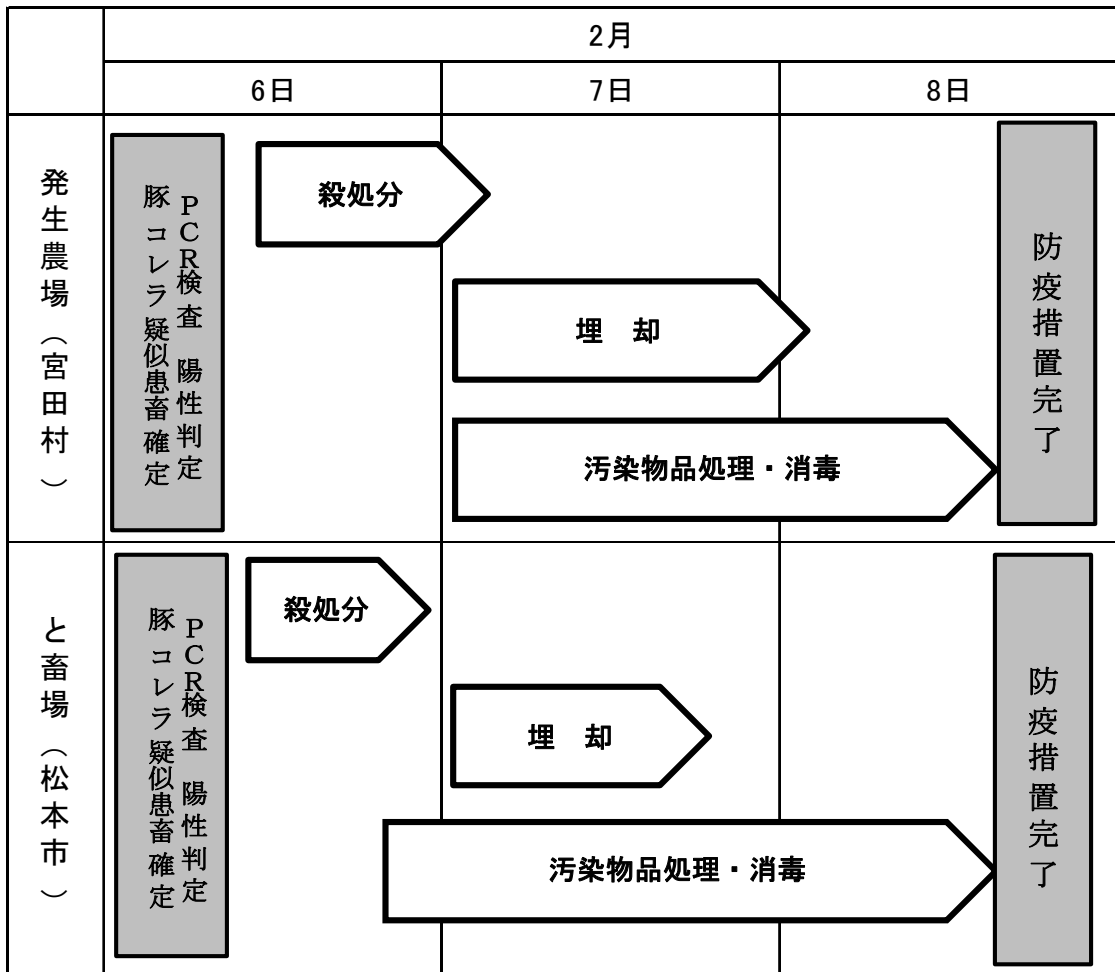 2月
6日
7日
8日
発生農場（宮田村）
PCR検査　陽性判定
豚コレラ疑似患畜確定
殺処分
埋　却
汚染物品処理・消毒
防疫措置完了
と畜場（松本市）
PCR検査　陽性判定
豚コレラ疑似患畜確定
殺処分
埋　却
汚染物品処理・消毒
防疫措置完了